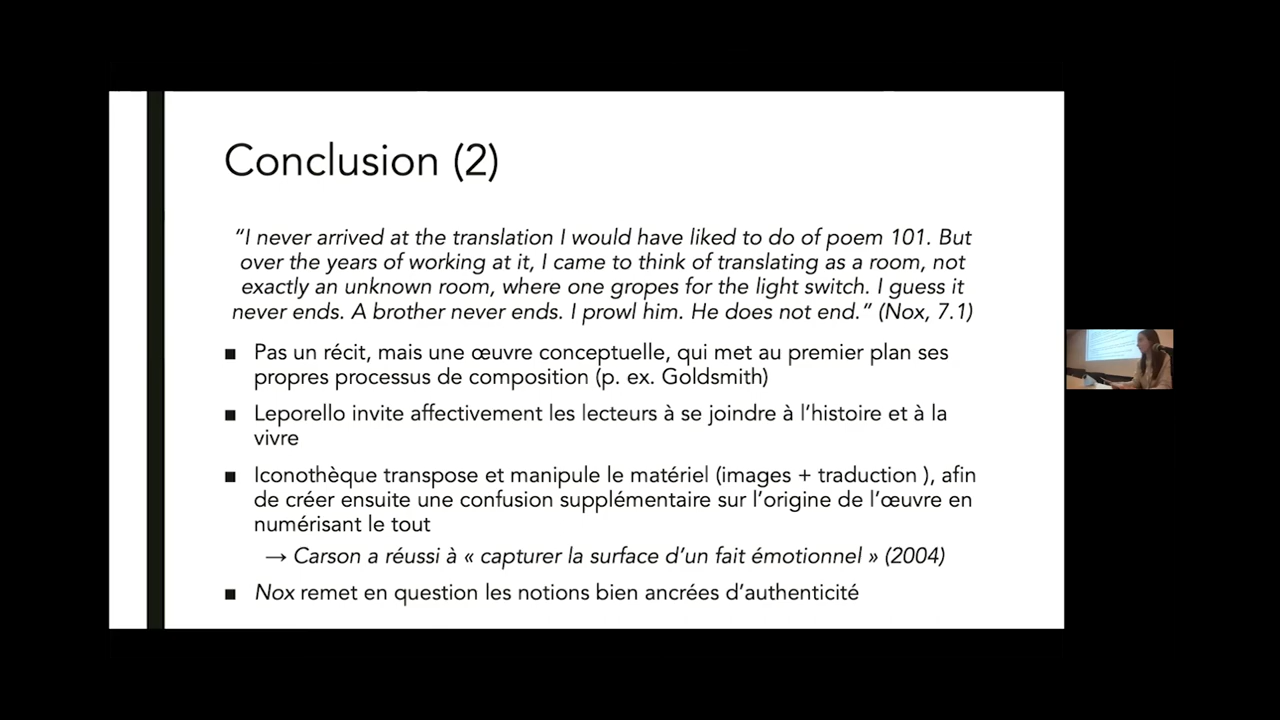 Conclusion (2)
“I never arrived at the translation I would have liked to do of poem 101. But
over the years of working at it, I came to think of translating as a room, not
exactly an unknown room, where one gropes for the light switch. I guess it
never ends. A brother never ends. I prowl him. He does not end.” (Nox, 7.1)
■ Pas un récit, mais une œuvre conceptuelle, qui met au premier plan ses
propres processus de composition (p. ex. Goldsmith)
■ Leporello invite affectivement les lecteurs à se joindre à l’histoire et à la
vivre
■ Iconothèque transpose et manipule le matériel (images + traduction ), afin
de créer ensuite une confusion supplémentaire sur l’origine de l’œuvre en
numérisant le tout
→ Carson a réussi à « capturer la surface d’un fait émotionnel » (2004)
■ Nox remet en question les notions bien ancrées d’authenticité